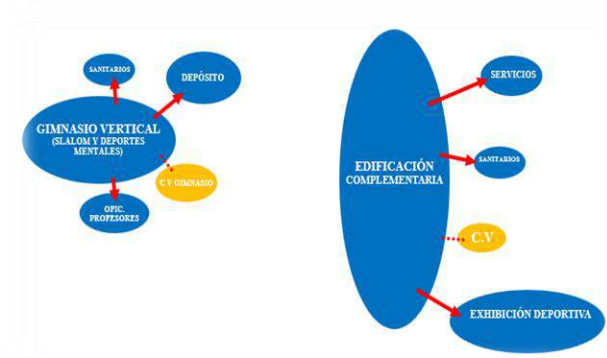 SANITARIOS
DEPÓSITO
GIMNASIO VERTICAL
(SLALOM Y DEPORTES
MENTALES)
C.V GIMNASIO
OFIC.
PROFESORES
SERVICIOS
EDIFICACIÓN
COMPLEMENTARIA
SANITARIOS
C.V
EXHIBICIÓN DEPORTIVA